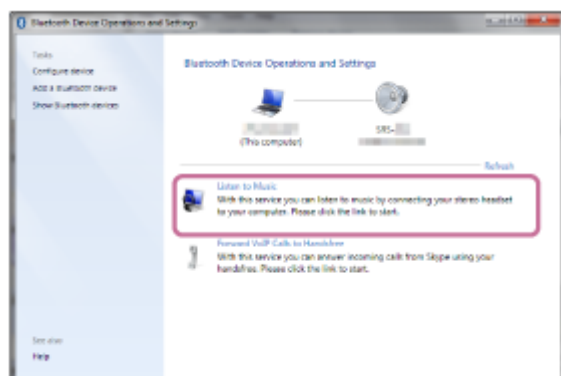 Bluetooth Device Operations and Settings
Tasks
Configure device
Add a Bluetooth device
Show Bluetooth devices
Bluetooth Device Operations and Settings
(This computer)
SRS-
Refresh
Listen to Music
With this service you can listen to music by connecting your stereo headset
to your computer. Please click the link to start.
Forward VoIP Calls to Handsfree
With this service you can answer incoming calls from Skype using your
handsfree. Please click the link to start.
See also
Help